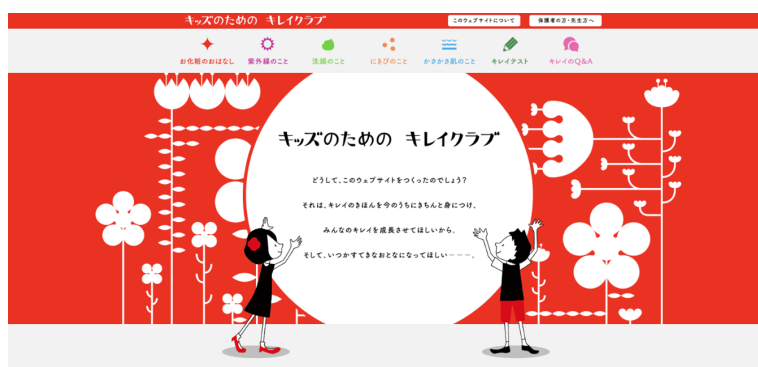 キッズのための キレイクラブ
このウェブサイトについて
保護者の方・先生方へ
お化粧のおはなし 紫外線のこと 洗顔のこと にきびのこと かさかさ肌のこと キレイテスト キレイのQ&A
キッズのための キレイクラブ
どうして、このウェブサイトをつくったのでしょう?
それは、キレイのきほんを今のうちにきちんと身につけ、
みんなのキレイを成長させてほしいから。
そして、いつかすてきなおとなになってほしい———。